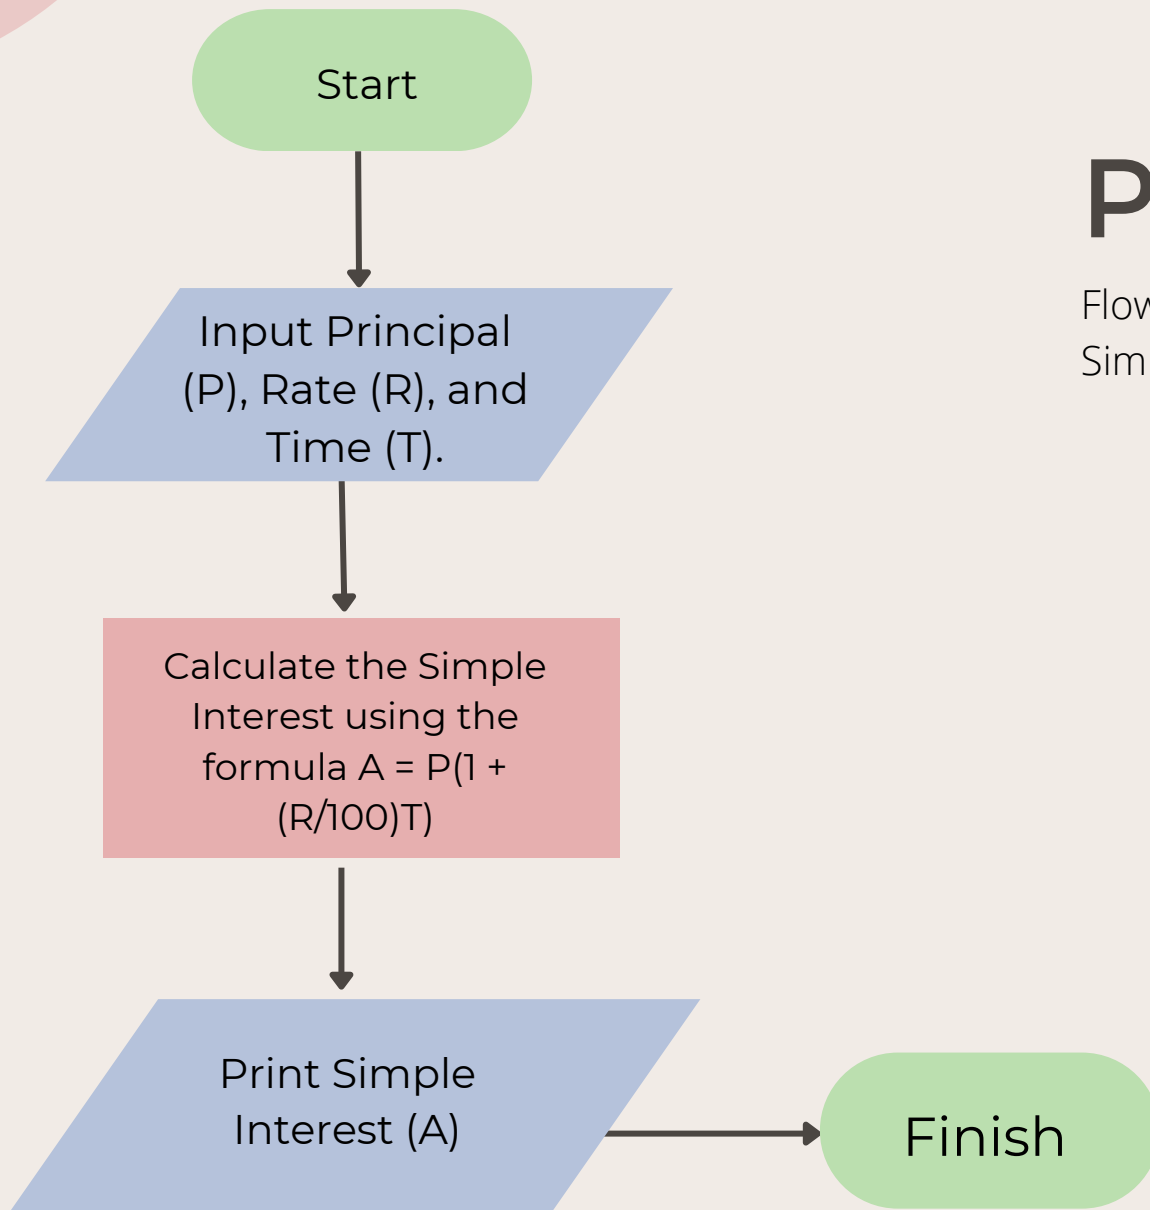 Start
Input Principal
(P), Rate (R), and
Time (T).
Calculate the Simple
Interest using the
formula A = P(1 +
(R/100)T)
Print Simple
Interest (A)
Finish